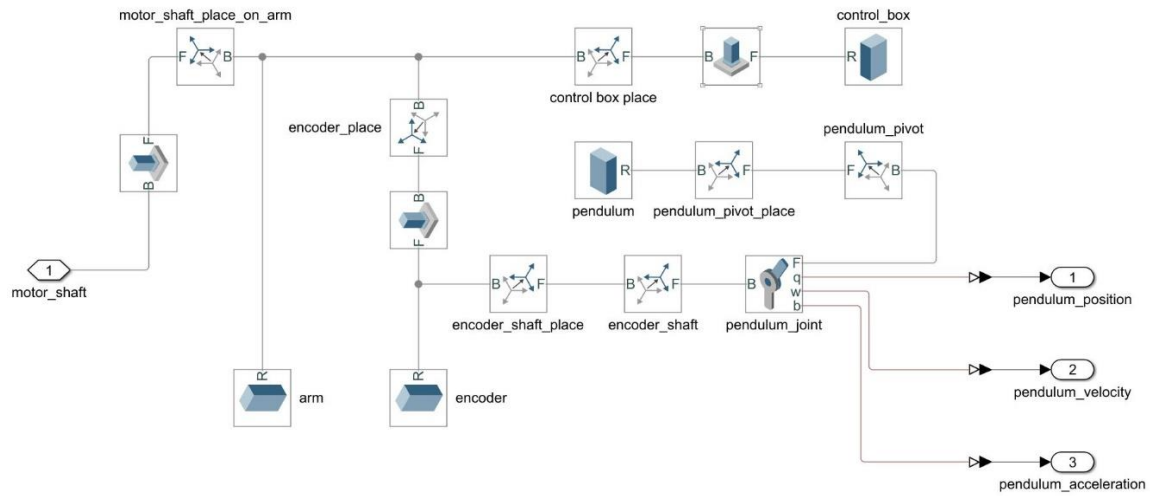 motor_shaft_place_on_arm
control_box
F
B
B
F
B
F
R
control box place
B
encoder_place
F
pendulum_pivot
F
B
R
B
F
F
B
pendulum
pendulum_pivot_place
B
F
1
motor_shaft
B
F
B
F
B
F
q
w
b
1
encoder_shaft_place
encoder_shaft
pendulum_joint
pendulum_position
2
R
arm
R
encoder
pendulum_velocity
3
pendulum_acceleration